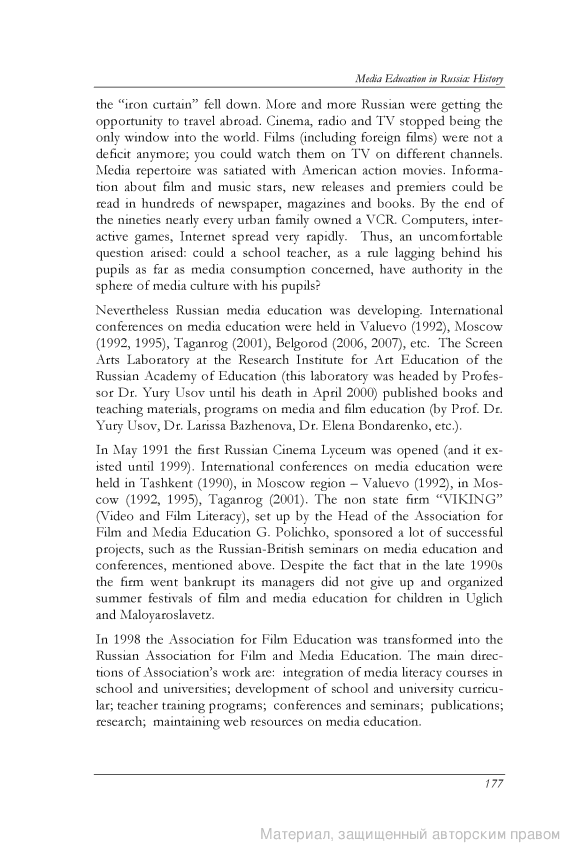 Media Education in Russia: History
the “iron curtain” fell down. More and more Russian were getting the
opportunity to travel abroad. Cinema, radio and TV stopped being the
only window into the world. Films (including foreign films) were not a
deficit anymore; you could watch them on TV on different channels.
Media repertoire was satiated with American action movies. Informa-
tion about film and music stars, new releases and premiers could be
read in hundreds of newspaper, magazines and books. By the end of
the nineties nearly every urban family owned a VCR. Computers, inter-
active games, Internet spread very rapidly. Thus, an uncomfortable
question arised: could a school teacher, as a rule lagging behind his
pupils as far as media consumption concerned, have authority in the
sphere of media culture with his pupils?
Nevertheless Russian media education was developing. International
conferences on media education were held in Valuevo (1992), Moscow
(1992, 1995), Taganrog (2001), Belgorod (2006, 2007), etc. The Screen
Arts Laboratory at the Research Institute for Art Education of the
Russian Academy of Education (this laboratory was headed by Profes-
sor Dr. Yury Usov until his death in April 2000) published books and
teaching materials, programs on media and film education (by Prof. Dr.
Yury Usov, Dr. Larissa Bazhenova, Dr. Elena Bondarenko, etc.).
In May 1991 the first Russian Cinema Lyceum was opened (and it ex-
isted until 1999). International conferences on media education were
held in Tashkent (1990), in Moscow region – Valuevo (1992), in Mos-
cow (1992, 1995), Taganrog (2001). The non state firm “VIKING”
(Video and Film Literacy), set up by the Head of the Association for
Film and Media Education G. Polichko, sponsored a lot of successful
projects, such as the Russian-British seminars on media education and
conferences, mentioned above. Despite the fact that in the late 1990s
the firm went bankrupt its managers did not give up and organized
summer festivals of film and media education for children in Uglich
and Maloyaroslavetz.
In 1998 the Association for Film Education was transformed into the
Russian Association for Film and Media Education. The main direc-
tions of Association’s work are: integration of media literacy courses in
school and universities; development of school and university curricu-
lar; teacher training programs; conferences and seminars; publications;
research; maintaining web resources on media education.
177
Материал, защищенный авторским правом